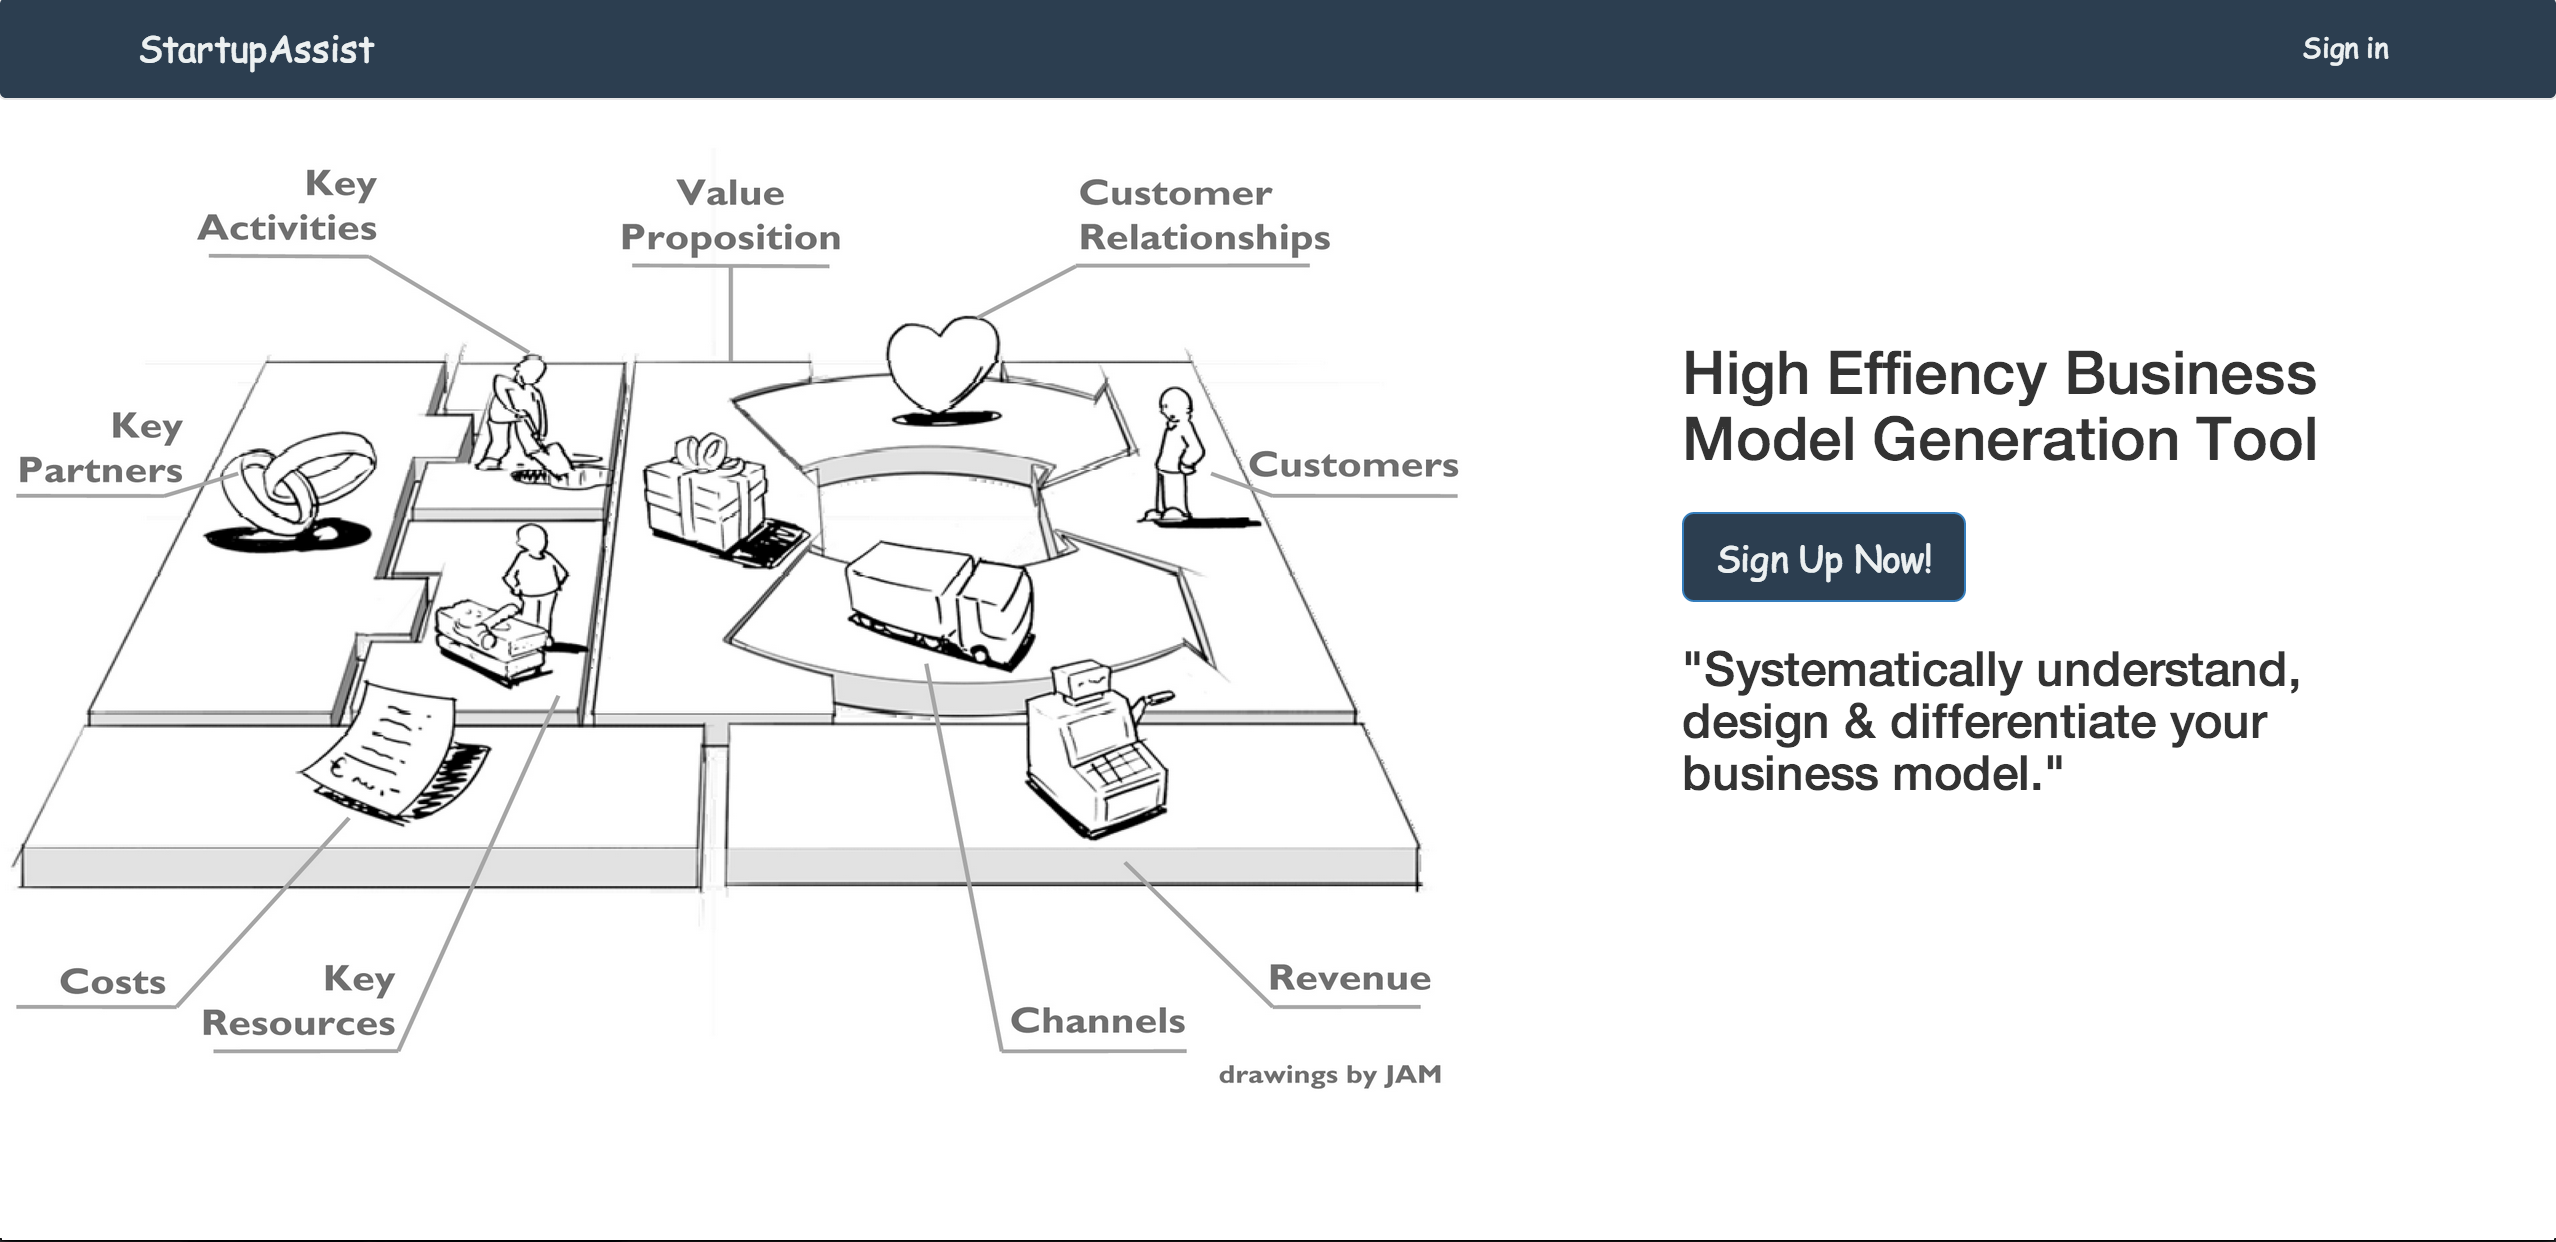 StartupAssist
Sign in
Key
Activities
Value
Proposition
Customer
Relationships
Key
Partners
Customers
Costs
Key
Resources
Channels
Revenue
drawings by JAM
High Effiency Business
Model Generation Tool
Sign Up Now!
"Systematically understand,
design & differentiate your
business model."